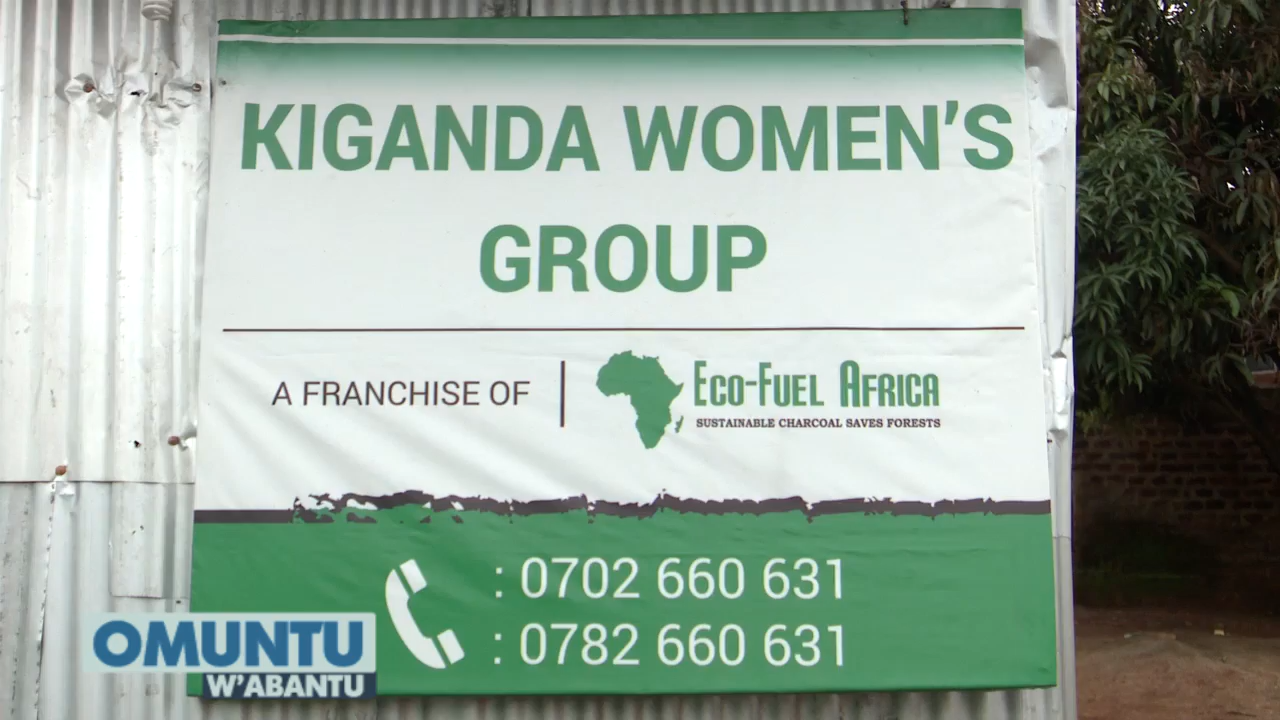 KIGANDA WOMEN'S
GROUP
A FRANCHISE OF
ECO-FUEL AFRICA
SUSTAINABLE CHARCOAL SAVES FORESTS
: 0702 660 631
: 0782 660 631
OMUNTU
W'ABANTU